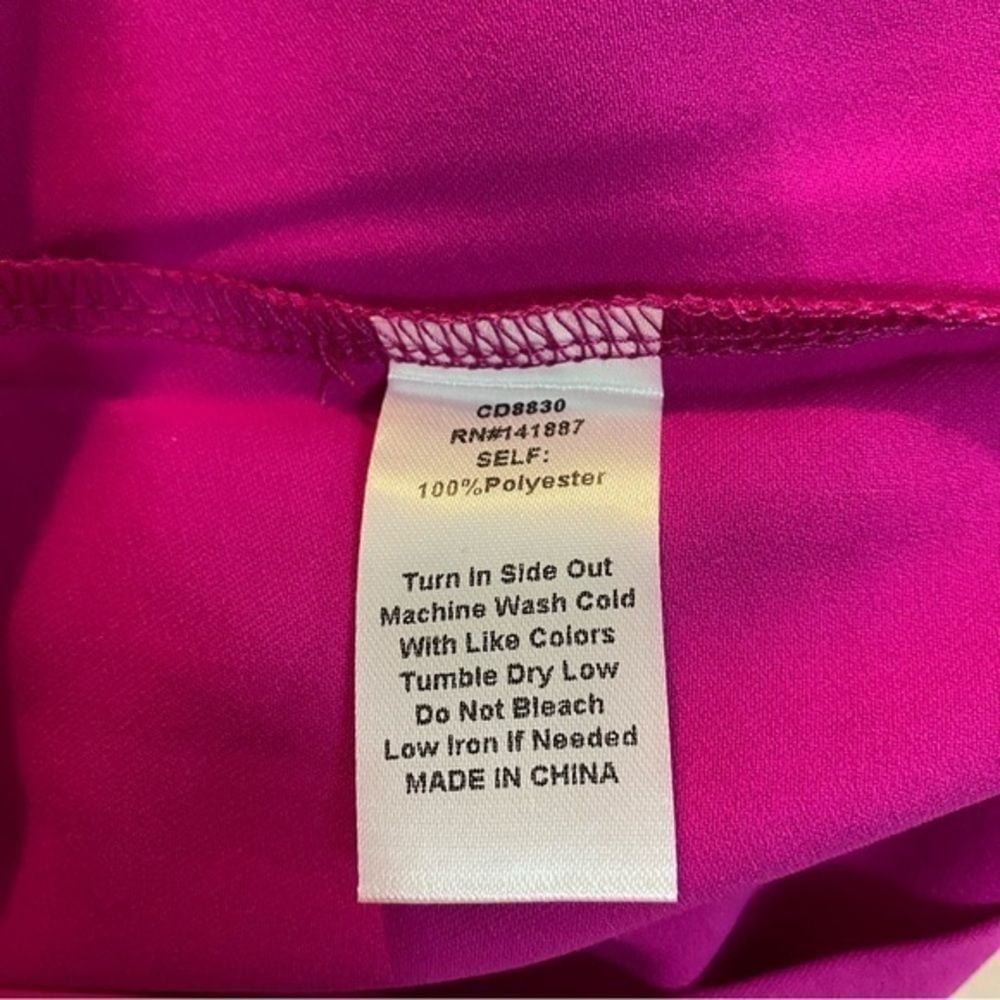 CD8830
RN#141887
SELF:
100%Polyester
Turn In Side Out
Machine Wash Cold
With Like Colors
Tumble Dry Low
Do Not Bleach
Low Iron If Needed
MADE IN CHINA